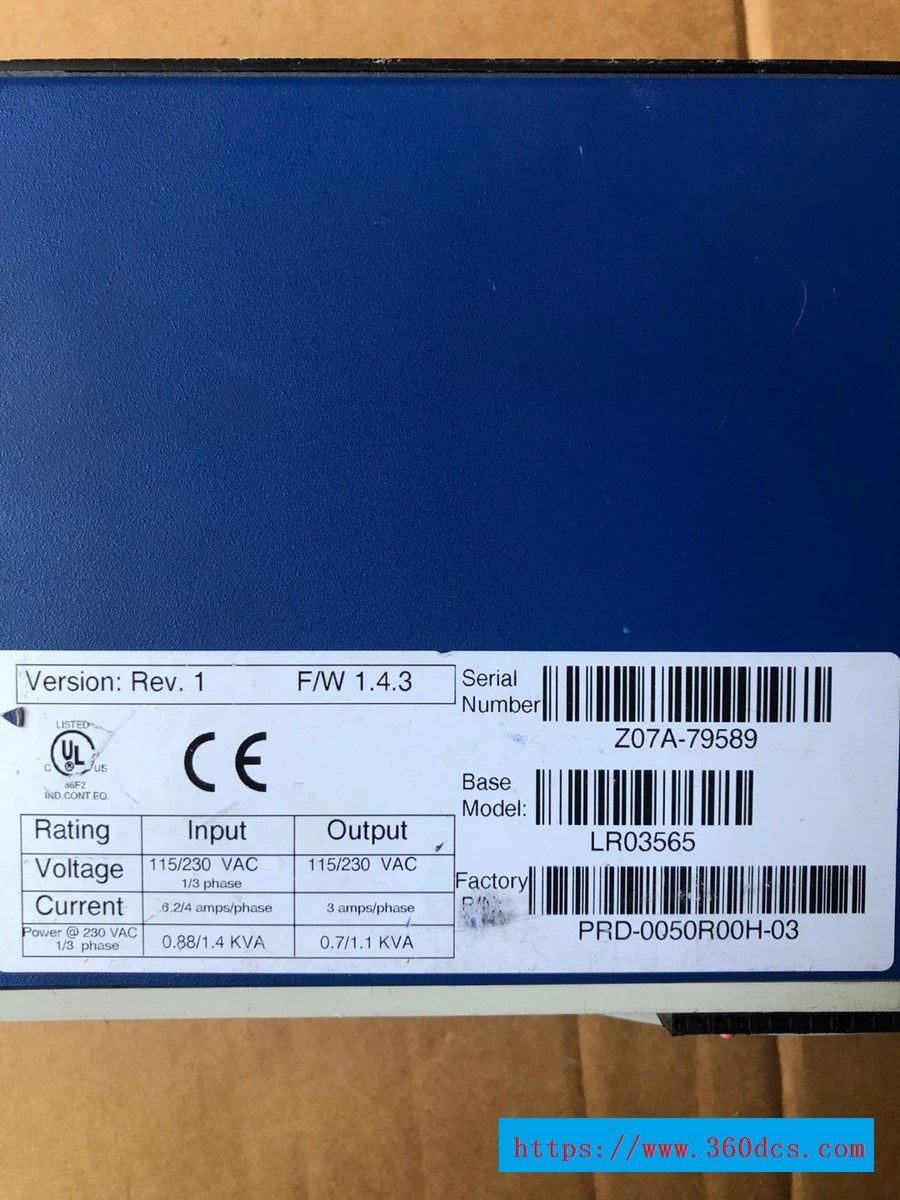 Version: Rev. 1 F/W 1.4.3
LISTED
C UL US
86F2
IND.CONT.EQ.
CE
Rating Input Output
Voltage 115/230 VAC 115/230 VAC
1/3 phase
Current 6.2/4 amps/phase 3 amps/phase
Power @ 230 VAC
1/3 phase 0.88/1.4 KVA 0.7/1.1 KVA
Serial
Number
Z07A-79589
Base
Model:
LR03565
Factory
PRD-0050R00H-03
https://www.360dcs.com